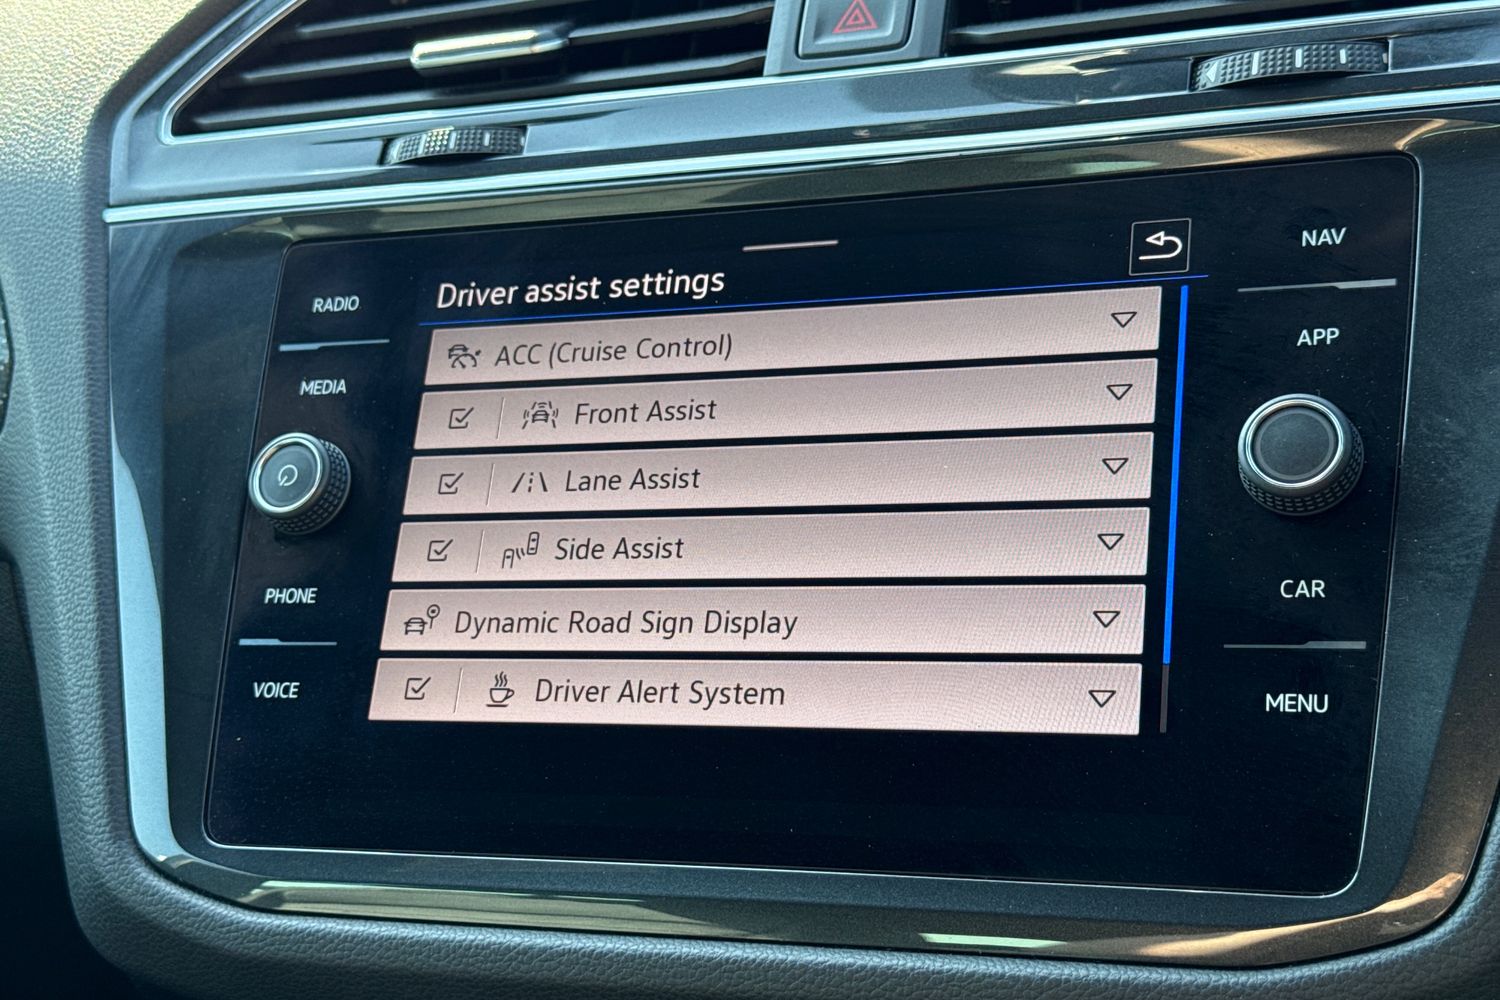 Driver assist settings
ACC (Cruise Control)
Front Assist
Lane Assist
Side Assist
Dynamic Road Sign Display
Driver Alert System
RADIO
MEDIA
PHONE
VOICE
NAV
APP
CAR
MENU